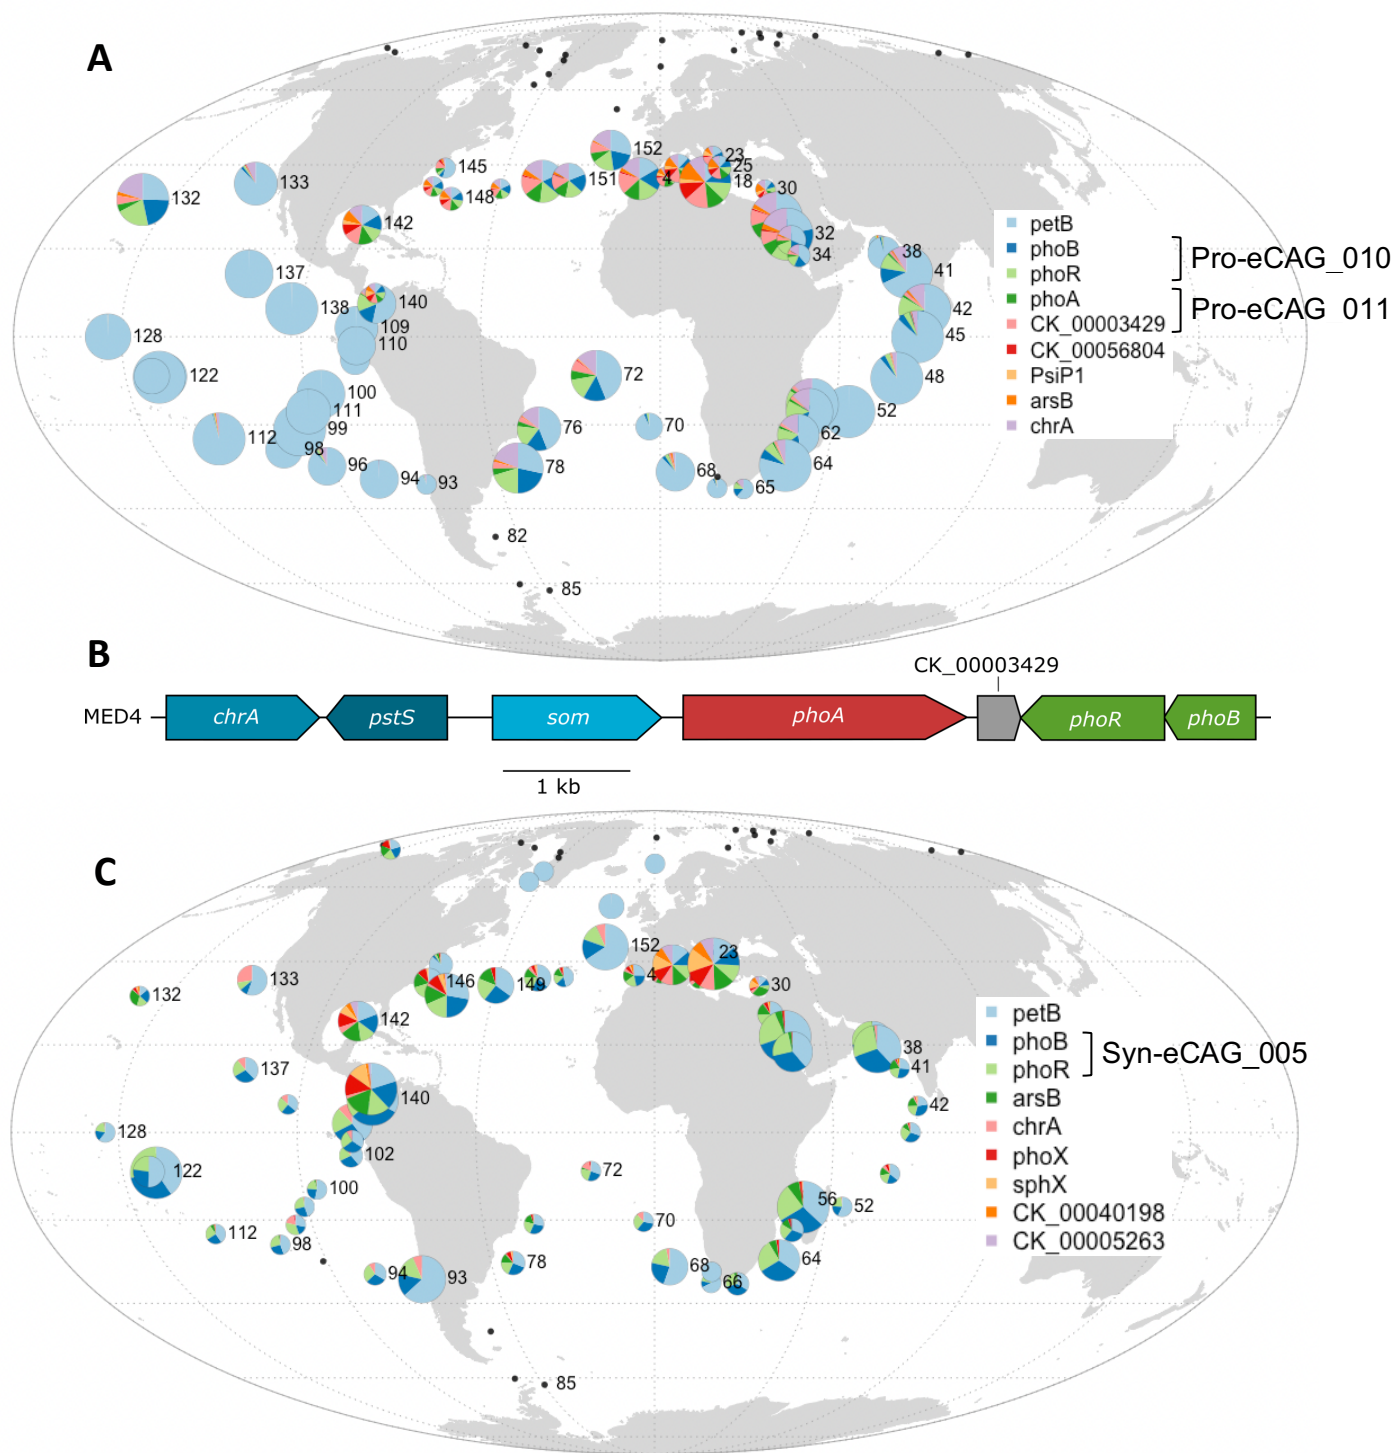 A
152
145
151
4
23
25
18
133
132
148
30
142
32
34
38
41
petB
phoB
phoR
phoA
CK_00003429
CK_00056804
PsiP1
arsB
chrA
Pro-eCAG_010
Pro-eCAG_011
137
138
140
42
109
128
110
45
122
72
48
100
111
52
112
99
76
70
62
98
96
78
68
64
94
93
65
82
85
B
CK_00003429
MED4
chrA
pstS
som
phoA
phoR
phoB
1 kb
C
152
23
133
146
149
4
30
132
142
38
petB
phoB
phoR
arsB
chrA
phoX
sphX
CK_00040198
CK_00005263
Syn-eCAG_005
137
41
140
42
128
102
122
72
100
56
52
112
98
70
78
64
94
93
68
66
85